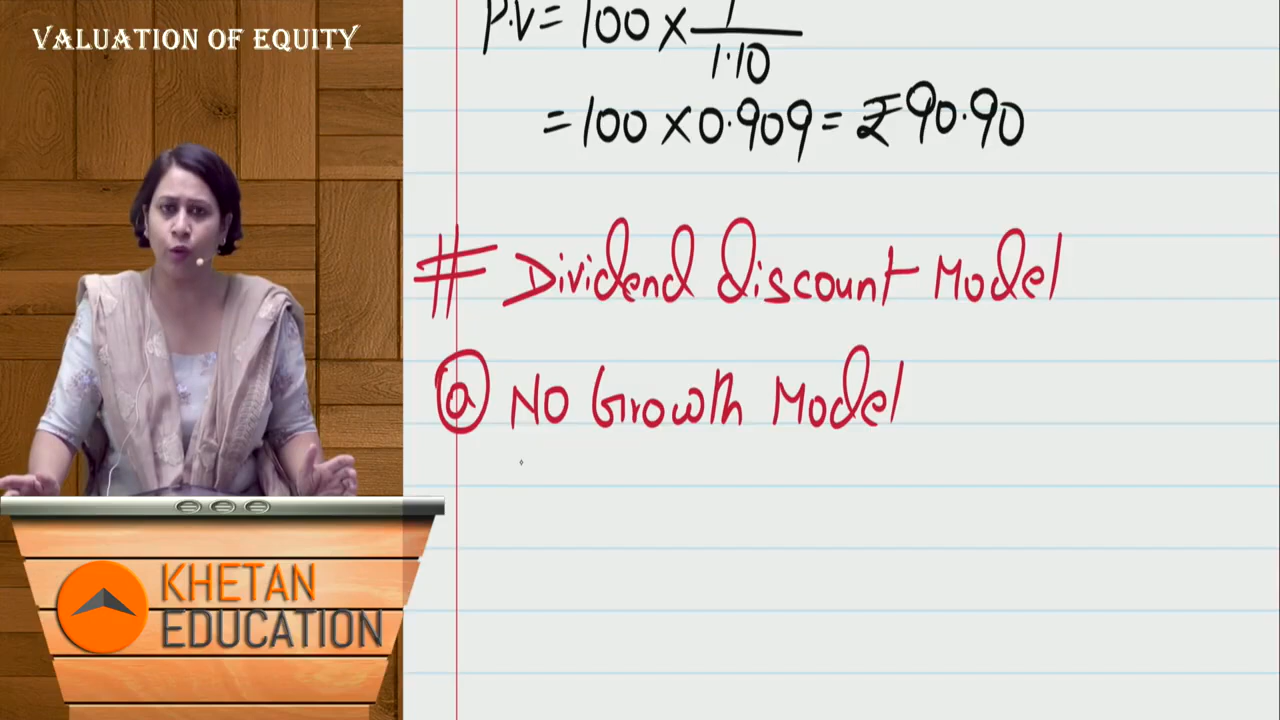 VALUATION OF EQUITY
P.V = 100 × 1/1.10
= 100 × 0.909 = ₹90.90
# Dividend discount Model
ⓐ No Growth Model
KHETAN
EDUCATION